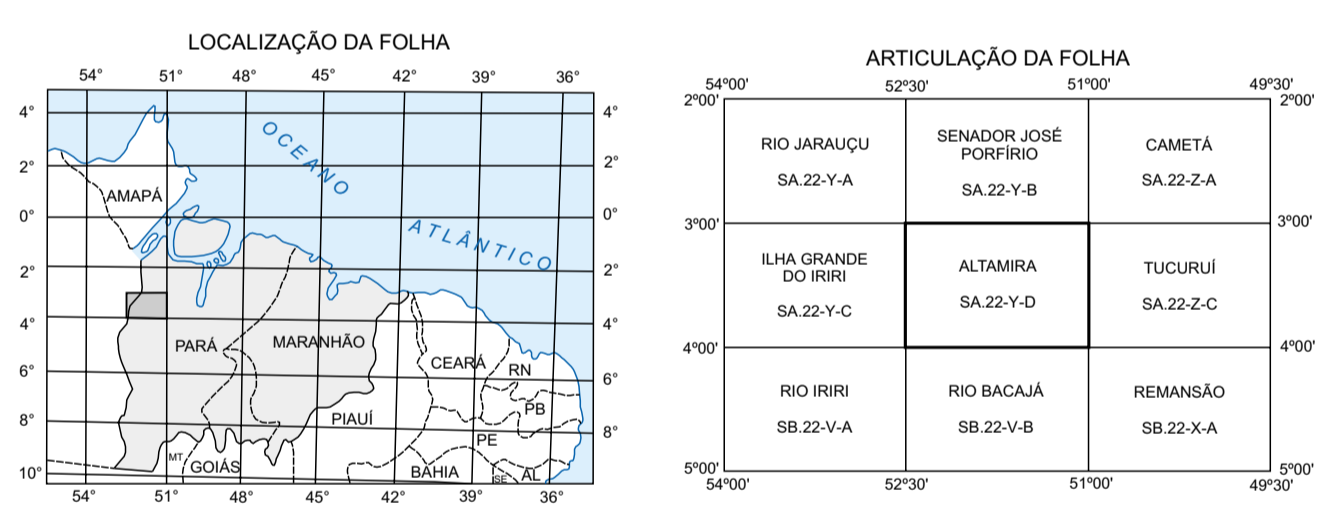 LOCALIZAÇÃO DA FOLHA
54° 51° 48° 45° 42° 39° 36°
4° 4°
OCEANO
2° 2°
AMAPÁ
0° 0°
ATLÂNTICO
2° 2°
4° 4°
PARÁ MARANHÃO
CEARÁ
RN
6° 6°
PB
PIAUÍ
8° 8°
PE
MT
GOIÁS
BAHIA
SE
AL
10°
54° 51° 48° 45° 42° 39° 36°
ARTICULAÇÃO DA FOLHA
54°00' 52°30' 51°00' 49°30'
2°00' 2°00'
RIO JARAUÇU
SA.22-Y-A
SENADOR JOSÉ
PORFÍRIO
SA.22-Y-B
CAMETÁ
SA.22-Z-A
3°00' 3°00'
ILHA GRANDE
DO IRIRI
SA.22-Y-C
ALTAMIRA
SA.22-Y-D
TUCURUÍ
SA.22-Z-C
4°00' 4°00'
RIO IRIRI
SB.22-V-A
RIO BACAJÁ
SB.22-V-B
REMANSÃO
SB.22-X-A
5°00' 5°00'
54°00' 52°30' 51°00' 49°30'